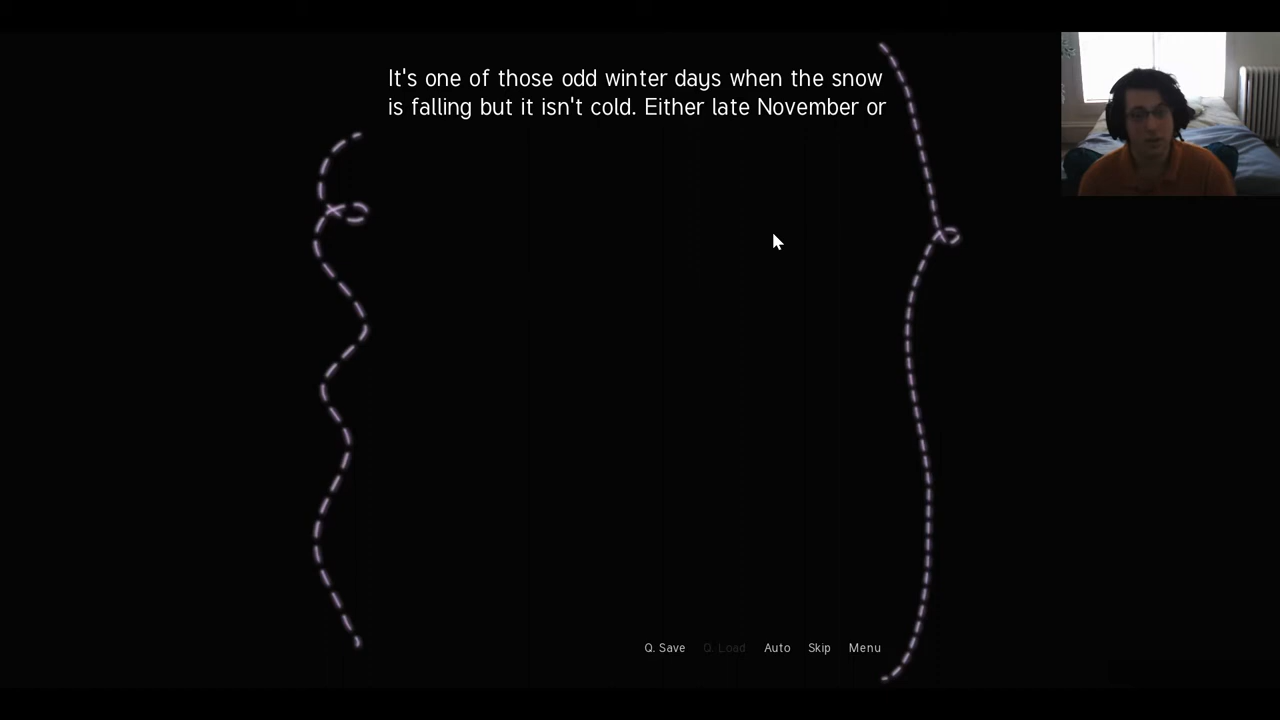 It's one of those odd winter days when the snow
is falling but it isn't cold. Either late November or
Q. Save Q. Load Auto Skip Menu